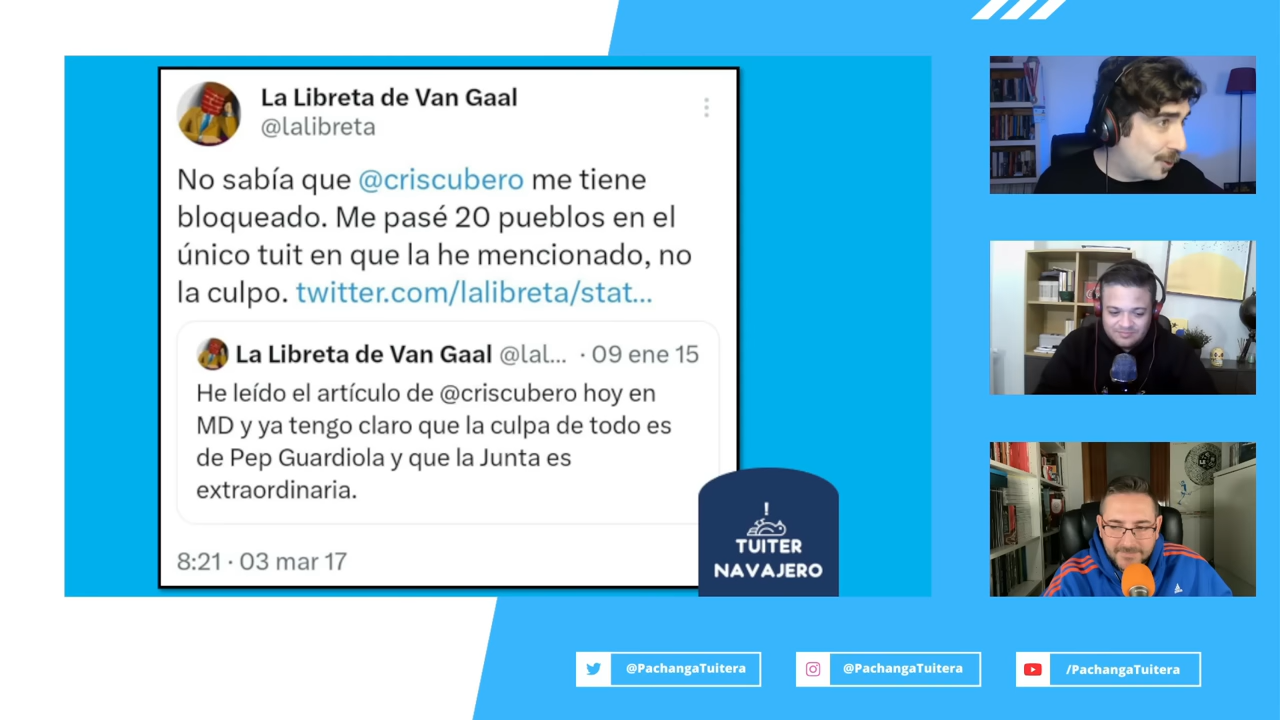 La Libreta de Van Gaal
@lalibreta
No sabía que @criscubero me tiene
bloqueado. Me pasé 20 pueblos en el
único tuit en que la he mencionado, no
la culpo. twitter.com/lalibreta/stat...
La Libreta de Van Gaal @lal... · 09 ene 15
He leído el artículo de @criscubero hoy en
MD y ya tengo claro que la culpa de todo es
de Pep Guardiola y que la Junta es
extraordinaria.
8:21 · 03 mar 17
TUITER
NAVAJERO
@PachangaTuitera
@PachangaTuitera
/PachangaTuitera